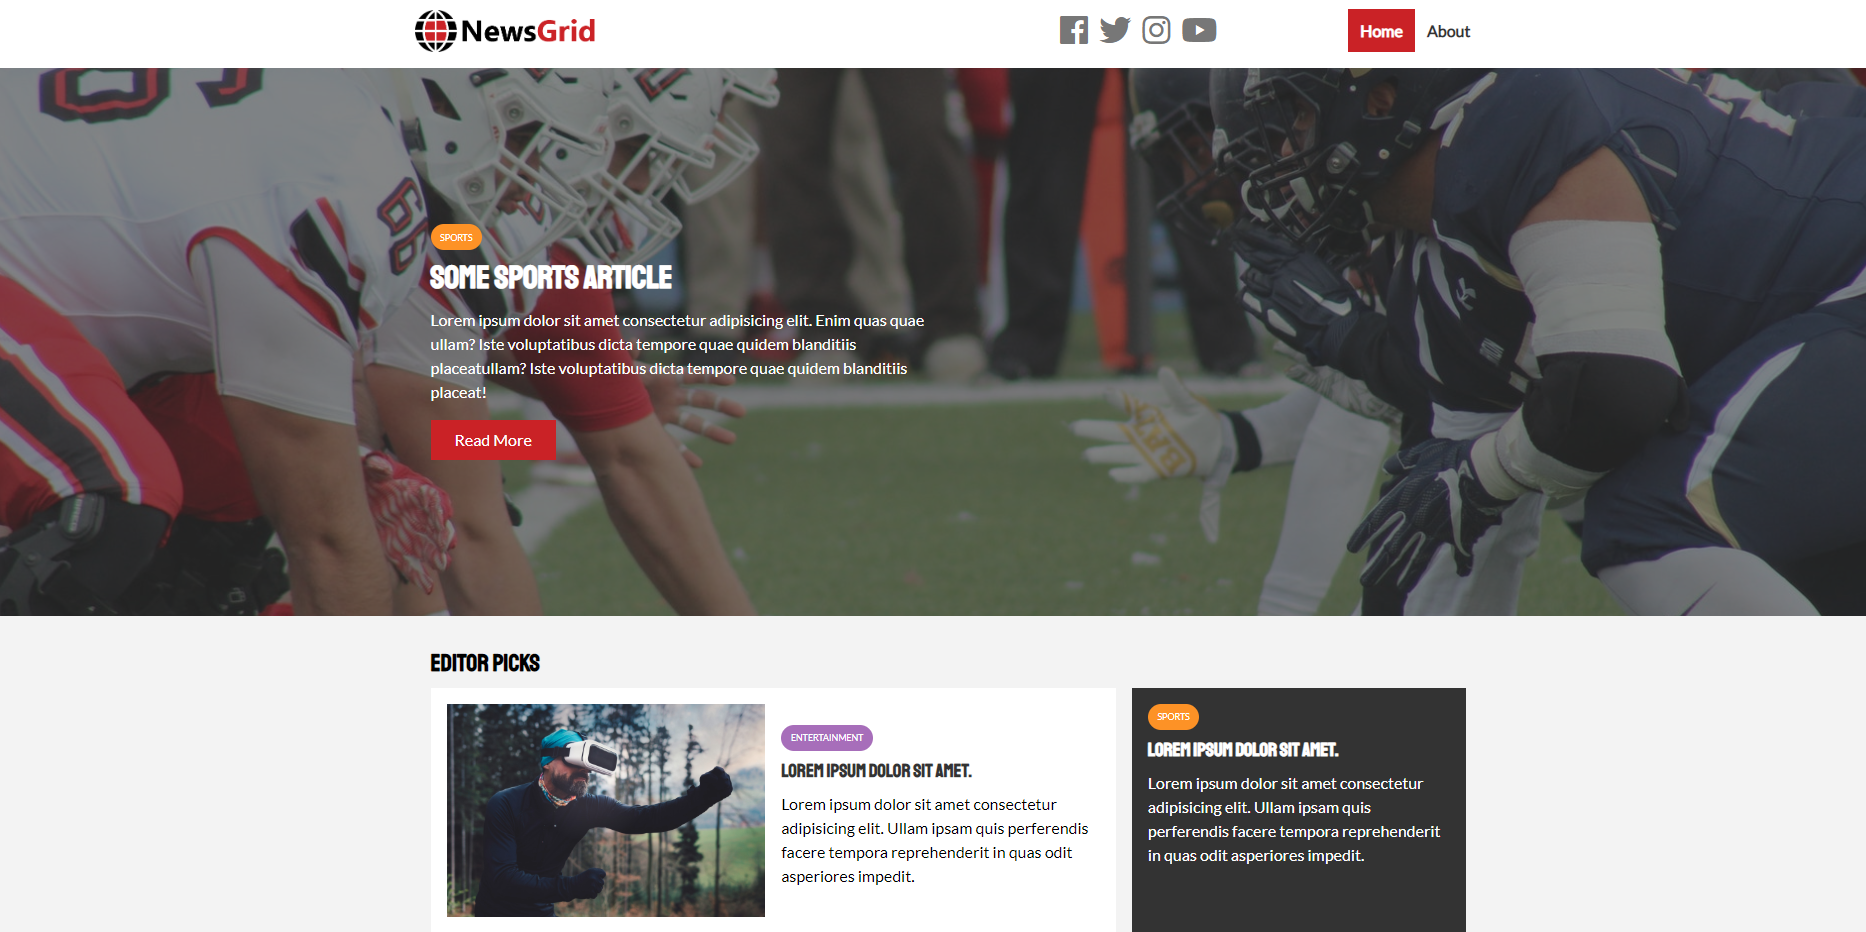 NewsGrid
Home About
SPORTS
SOME SPORTS ARTICLE
Lorem ipsum dolor sit amet consectetur adipisicing elit. Enim quas quae
ullam? Iste voluptatibus dicta tempore quae quidem blanditiis
placeatullam? Iste voluptatibus dicta tempore quae quidem blanditiis
placeat!
Read More
EDITOR PICKS
ENTERTAINMENT
LOREM IPSUM DOLOR SIT AMET.
Lorem ipsum dolor sit amet consectetur
adipisicing elit. Ullam ipsam quis perferendis
facere tempora reprehenderit in quas odit
asperiores impedit.
SPORTS
LOREM IPSUM DOLOR SIT AMET.
Lorem ipsum dolor sit amet consectetur
adipisicing elit. Ullam ipsam quis
perferendis facere tempora reprehenderit
in quas odit asperiores impedit.